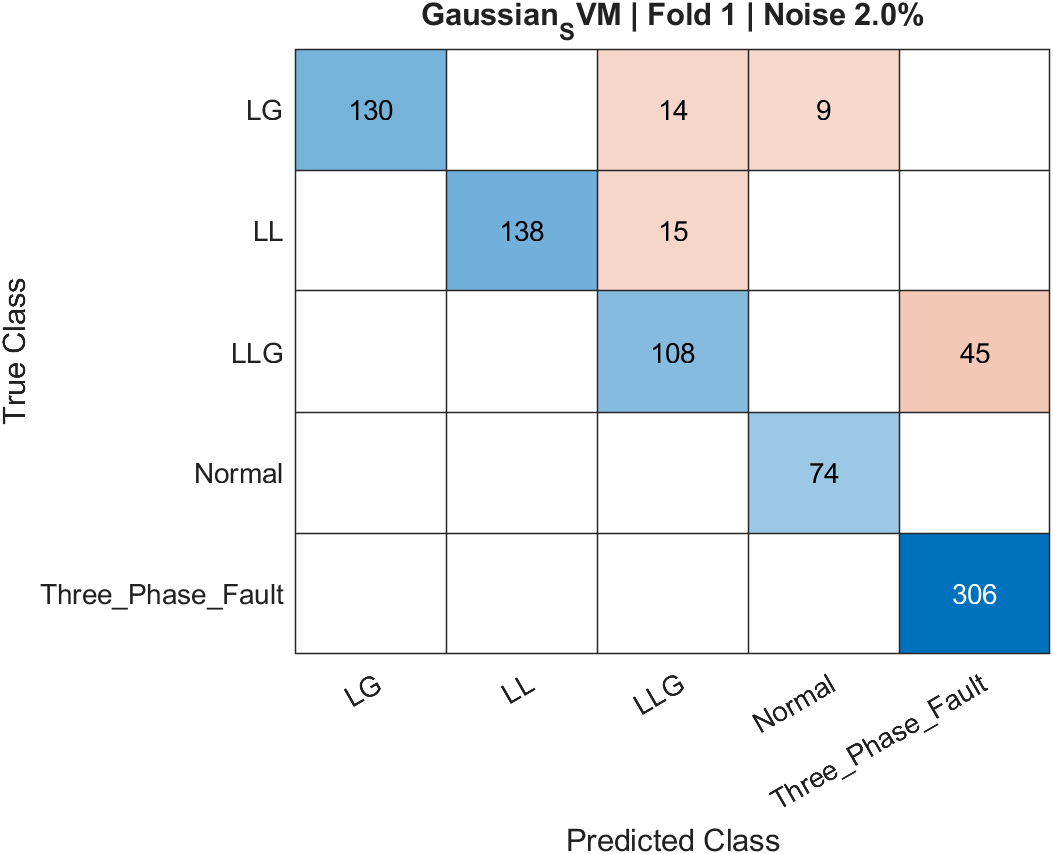 Gaussian_SVM | Fold 1 | Noise 2.0%
True Class
LG 130 14 9
LL 138 15
LLG 108 45
Normal 74
Three_Phase_Fault 306
LG LL LLG Normal Three_Phase_Fault
Predicted Class